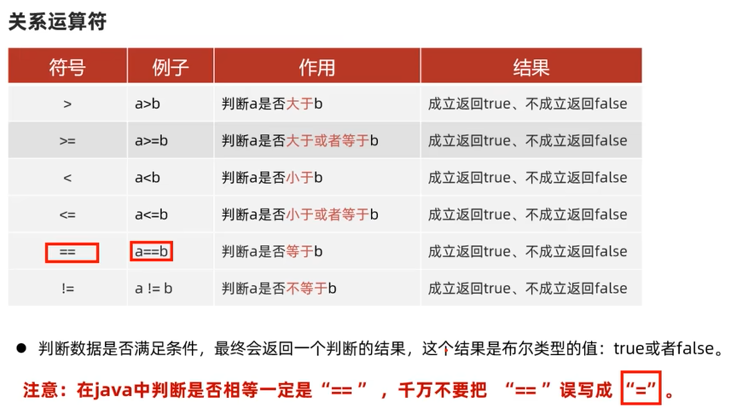 关系运算符
符号 例子 作用 结果
> a>b 判断a是否大于b 成立返回true、不成立返回false
>= a>=b 判断a是否大于或者等于b 成立返回true、不成立返回false
< a<b 判断a是否小于b 成立返回true、不成立返回false
<= a<=b 判断a是否小于或者等于b 成立返回true、不成立返回false
== a==b 判断a是否等于b 成立返回true、不成立返回false
!= a != b 判断a是否不等于b 成立返回true、不成立返回false
● 判断数据是否满足条件，最终会返回一个判断的结果，这个结果是布尔类型的值：true或者false。
注意：在java中判断是否相等一定是“== ” ，千万不要把 “== ”误写成 “=” 。